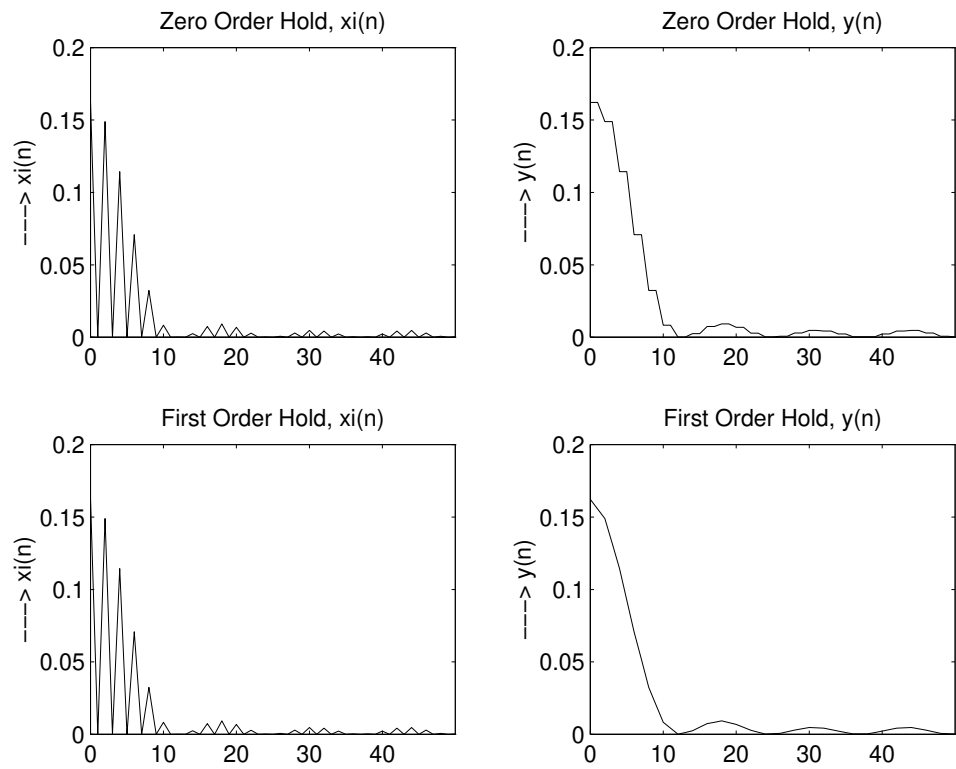 Zero Order Hold, xi(n)
0.2
0.15
0.1
0.05
0
−−−> xi(n)
0 10 20 30 40
Zero Order Hold, y(n)
0.2
0.15
0.1
0.05
0
−−−> y(n)
0 10 20 30 40
First Order Hold, xi(n)
0.2
0.15
0.1
0.05
0
−−−> xi(n)
0 10 20 30 40
First Order Hold, y(n)
0.2
0.15
0.1
0.05
0
−−−> y(n)
0 10 20 30 40